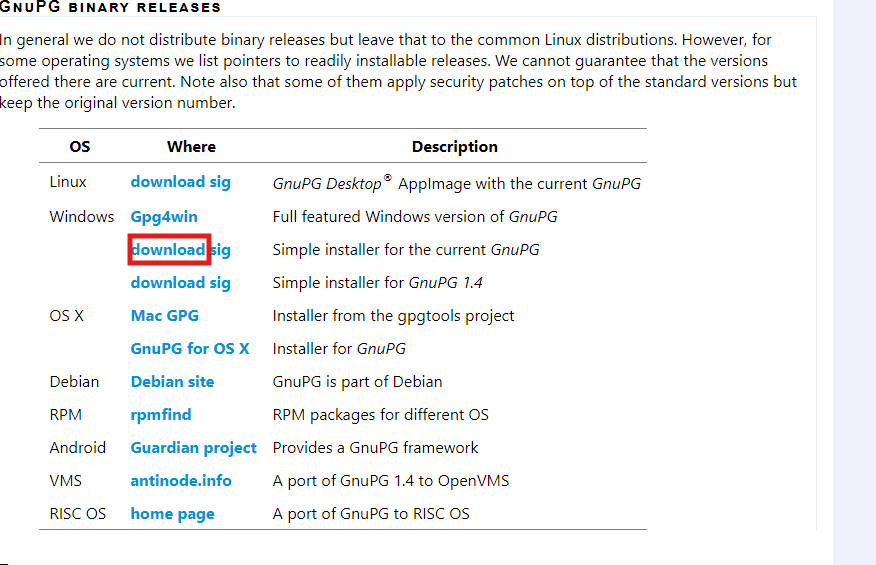 GNUPG BINARY RELEASES
In general we do not distribute binary releases but leave that to the common Linux distributions. However, for
some operating systems we list pointers to readily installable releases. We cannot guarantee that the versions
offered there are current. Note also that some of them apply security patches on top of the standard versions but
keep the original version number.
OS Where Description
Linux download sig GnuPG Desktop® AppImage with the current GnuPG
Windows Gpg4win Full featured Windows version of GnuPG
download sig Simple installer for the current GnuPG
download sig Simple installer for GnuPG 1.4
OS X Mac GPG Installer from the gpgtools project
GnuPG for OS X Installer for GnuPG
Debian Debian site GnuPG is part of Debian
RPM rpmfind RPM packages for different OS
Android Guardian project Provides a GnuPG framework
VMS antinode.info A port of GnuPG 1.4 to OpenVMS
RISC OS home page A port of GnuPG to RISC OS